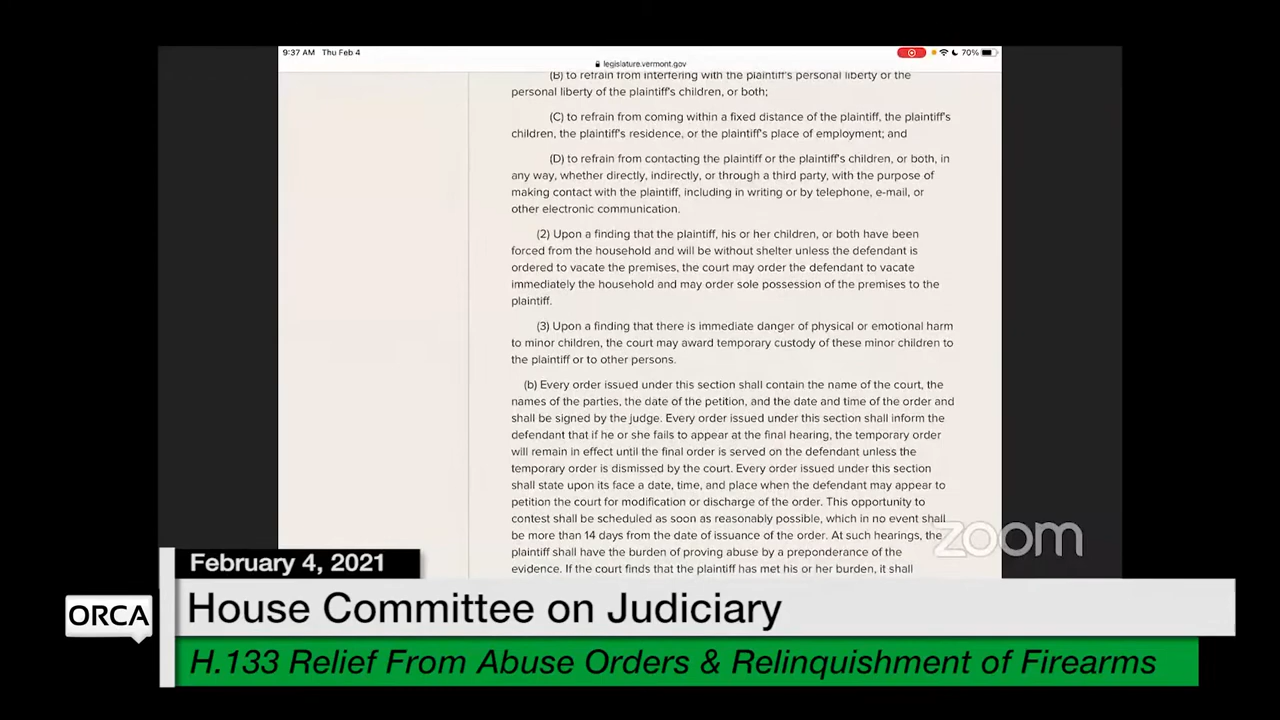 9:37 AM Thu Feb 4
70%
legislature.vermont.gov
(B) to refrain from interfering with the plaintiff's personal liberty or the
personal liberty of the plaintiff's children, or both;
(C) to refrain from coming within a fixed distance of the plaintiff, the plaintiff's
children, the plaintiff's residence, or the plaintiff's place of employment; and
(D) to refrain from contacting the plaintiff or the plaintiff's children, or both, in
any way, whether directly, indirectly, or through a third party, with the purpose of
making contact with the plaintiff, including in writing or by telephone, e-mail, or
other electronic communication.
(2) Upon a finding that the plaintiff, his or her children, or both have been
forced from the household and will be without shelter unless the defendant is
ordered to vacate the premises, the court may order the defendant to vacate
immediately the household and may order sole possession of the premises to the
plaintiff.
(3) Upon a finding that there is immediate danger of physical or emotional harm
to minor children, the court may award temporary custody of these minor children to
the plaintiff or to other persons.
(b) Every order issued under this section shall contain the name of the court, the
names of the parties, the date of the petition, and the date and time of the order and
shall be signed by the judge. Every order issued under this section shall inform the
defendant that if he or she fails to appear at the final hearing, the temporary order
will remain in effect until the final order is served on the defendant unless the
temporary order is dismissed by the court. Every order issued under this section
shall state upon its face a date, time, and place when the defendant may appear to
petition the court for modification or discharge of the order. This opportunity to
contest shall be scheduled as soon as reasonably possible, which in no event shall
be more than 14 days from the date of issuance of the order. At such hearings, the
plaintiff shall have the burden of proving abuse by a preponderance of the
evidence. If the court finds that the plaintiff has met his or her burden, it shall
zoom
February 4, 2021
ORCA
House Committee on Judiciary
H.133 Relief From Abuse Orders & Relinquishment of Firearms